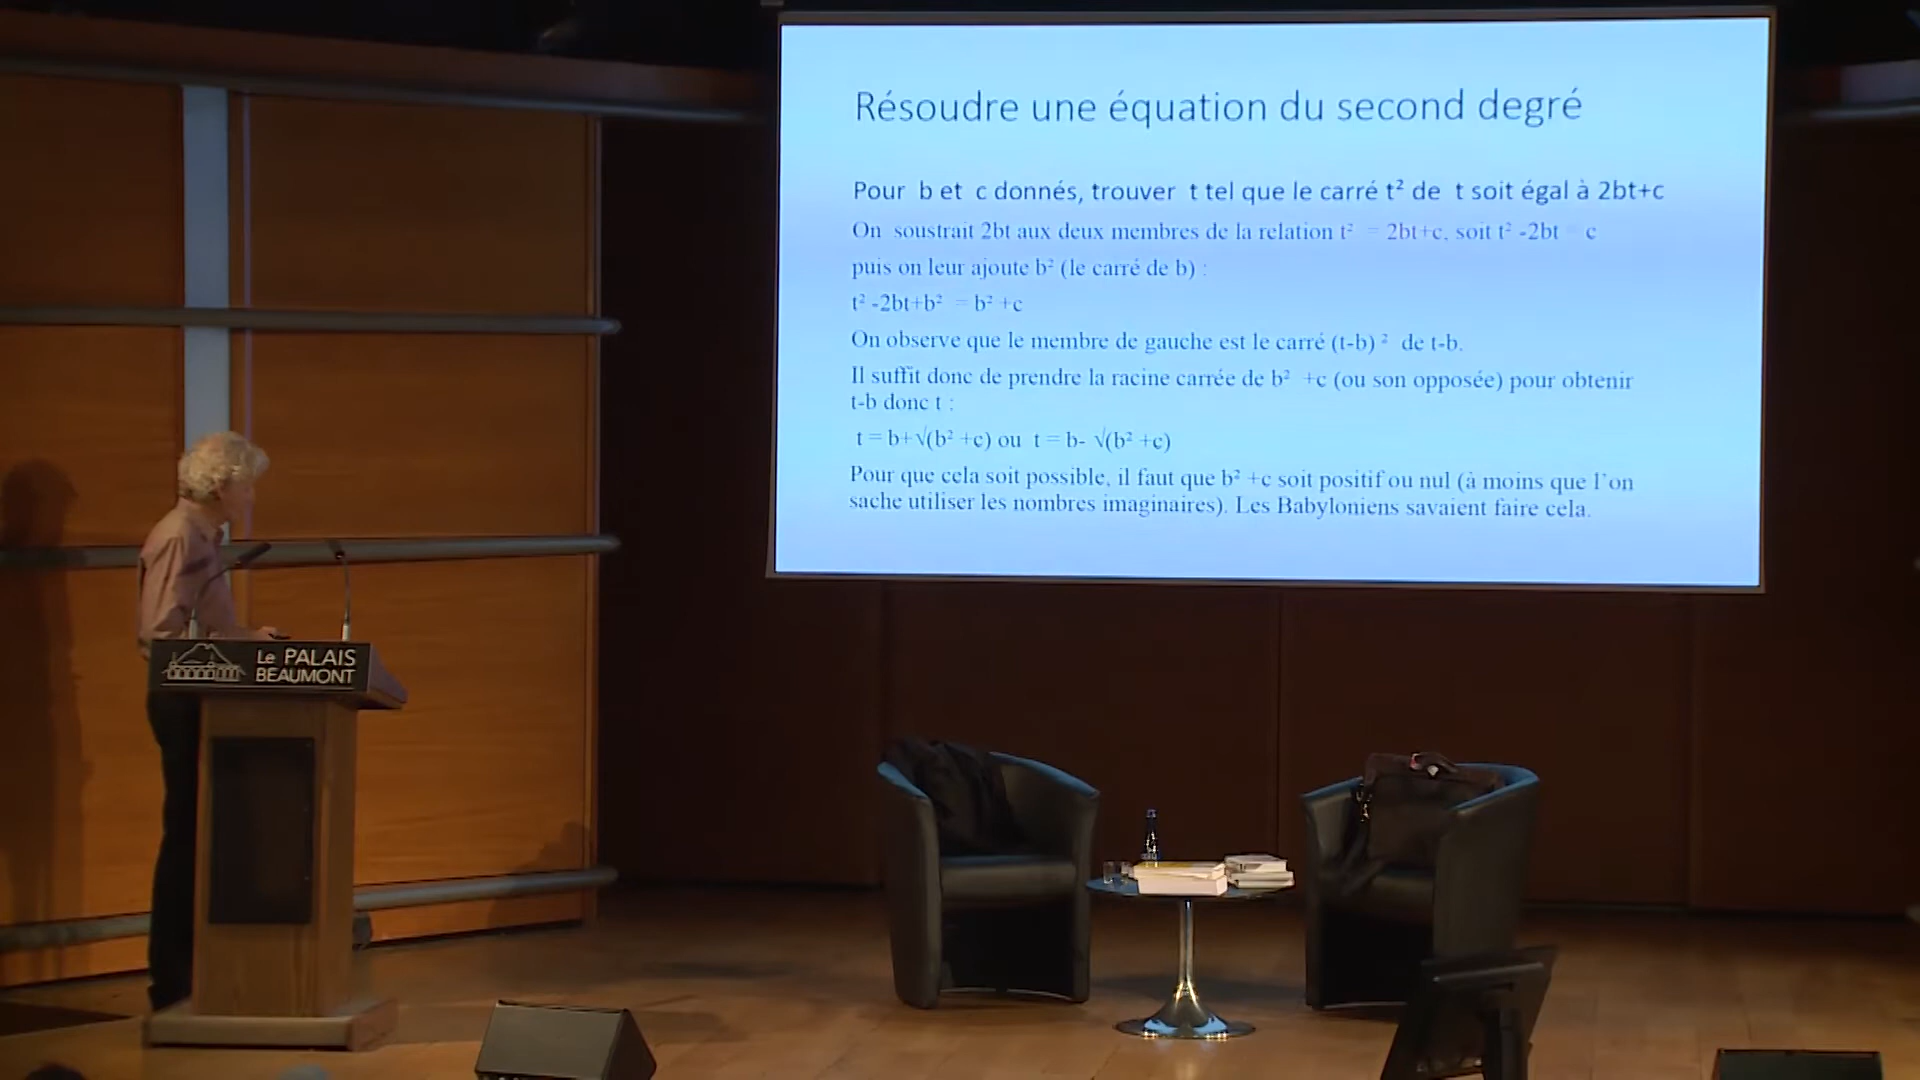 Résoudre une équation du second degré
Pour b et c donnés, trouver t tel que le carré t² de t soit égal à 2bt+c
On soustrait 2bt aux deux membres de la relation t² = 2bt+c, soit t² -2bt = c
puis on leur ajoute b² (le carré de b) :
t² -2bt+b² = b² +c
On observe que le membre de gauche est le carré (t-b) ² de t-b.
Il suffit donc de prendre la racine carrée de b² +c (ou son opposée) pour obtenir
t-b donc t :
t = b+√(b² +c) ou t = b- √(b² +c)
Pour que cela soit possible, il faut que b² +c soit positif ou nul (à moins que l'on
sache utiliser les nombres imaginaires). Les Babyloniens savaient faire cela.
Le PALAIS
BEAUMONT